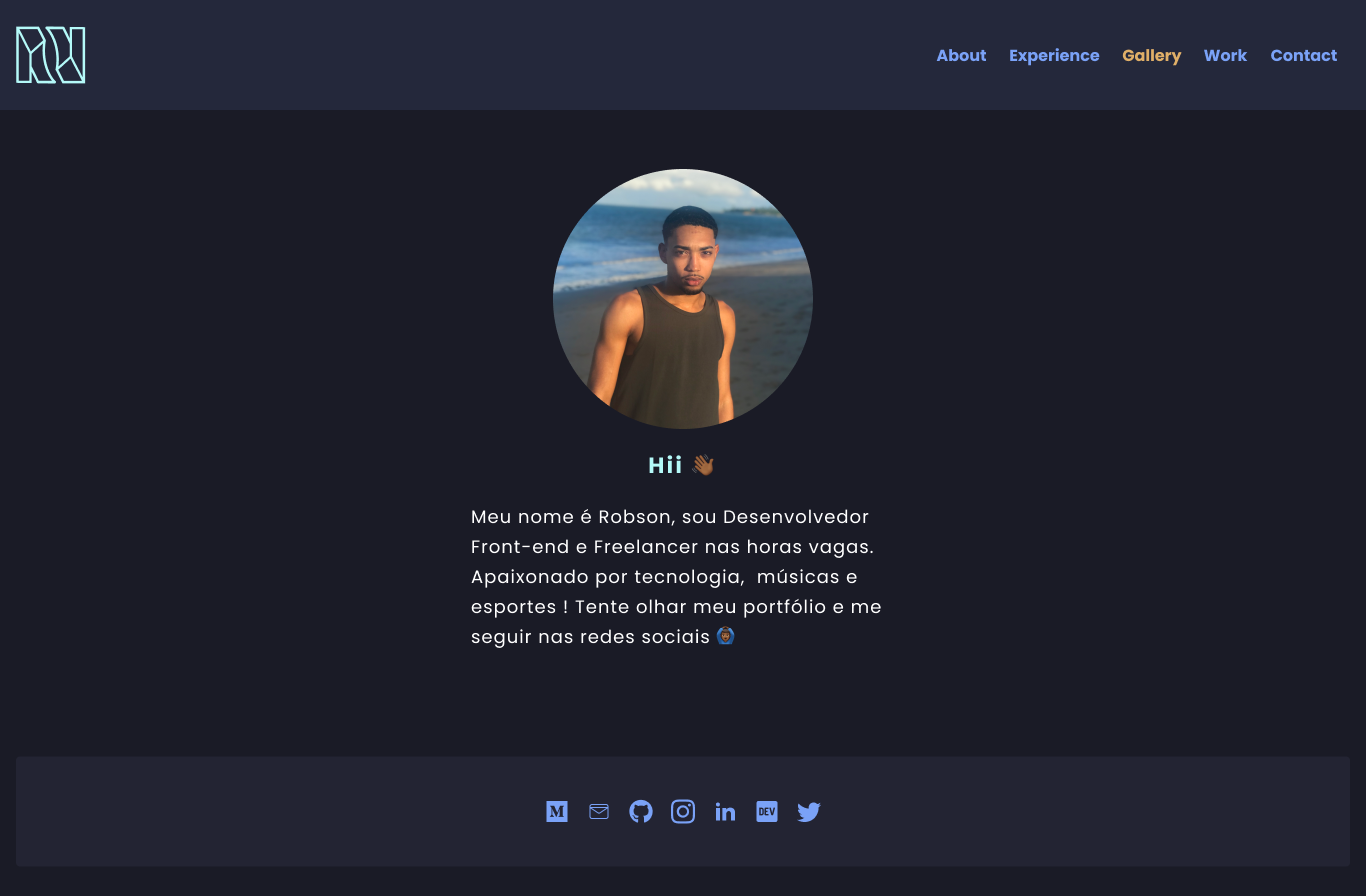 About Experience Gallery Work Contact
Hii 👋🏾
Meu nome é Robson, sou Desenvolvedor
Front-end e Freelancer nas horas vagas.
Apaixonado por tecnologia,  músicas e
esportes ! Tente olhar meu portfólio e me
seguir nas redes sociais 🙆🏾‍♂️
M in DEV